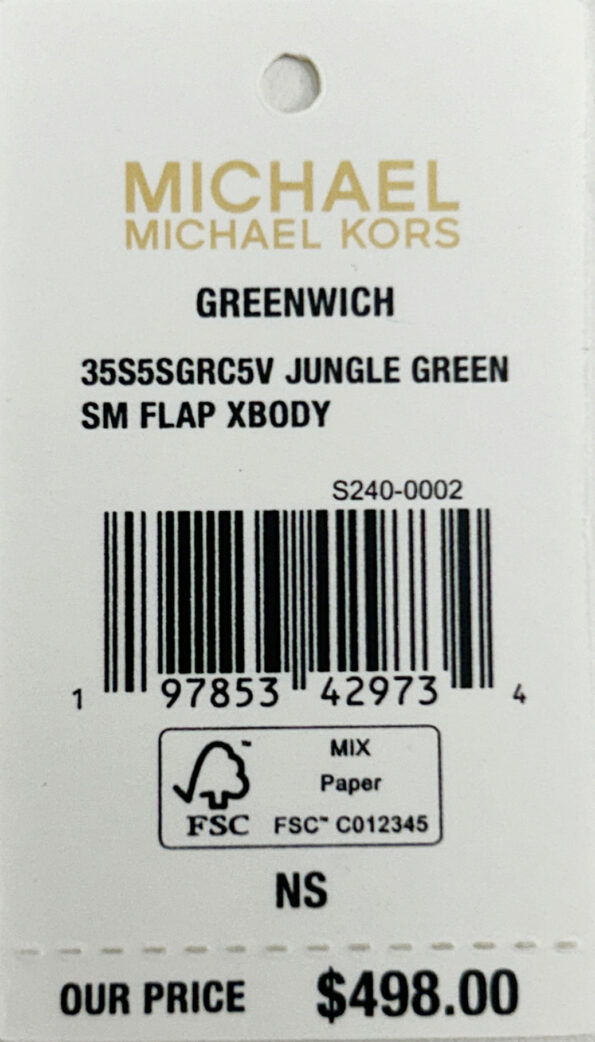 MICHAEL
MICHAEL KORS
GREENWICH
35S5SGRC5V JUNGLE GREEN
SM FLAP XBODY
S240-0002
1 97853 42973 4
FSC
MIX
Paper
FSC™ C012345
NS
OUR PRICE $498.00